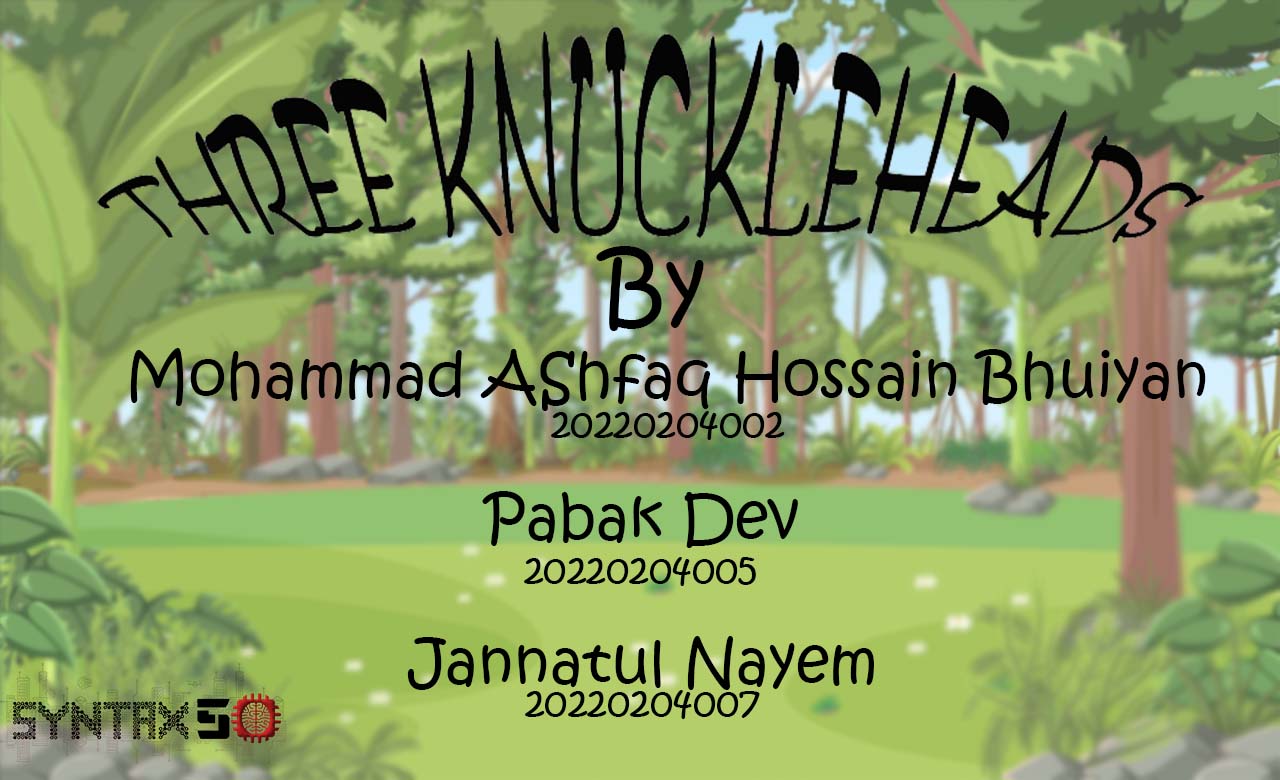 THREE KNUCKLEHEADS
By
Mohammad AShfaq Hossain Bhuiyan
20220204002
Pabak Dev
20220204005
Jannatul Nayem
20220204007
SYNTAX 50